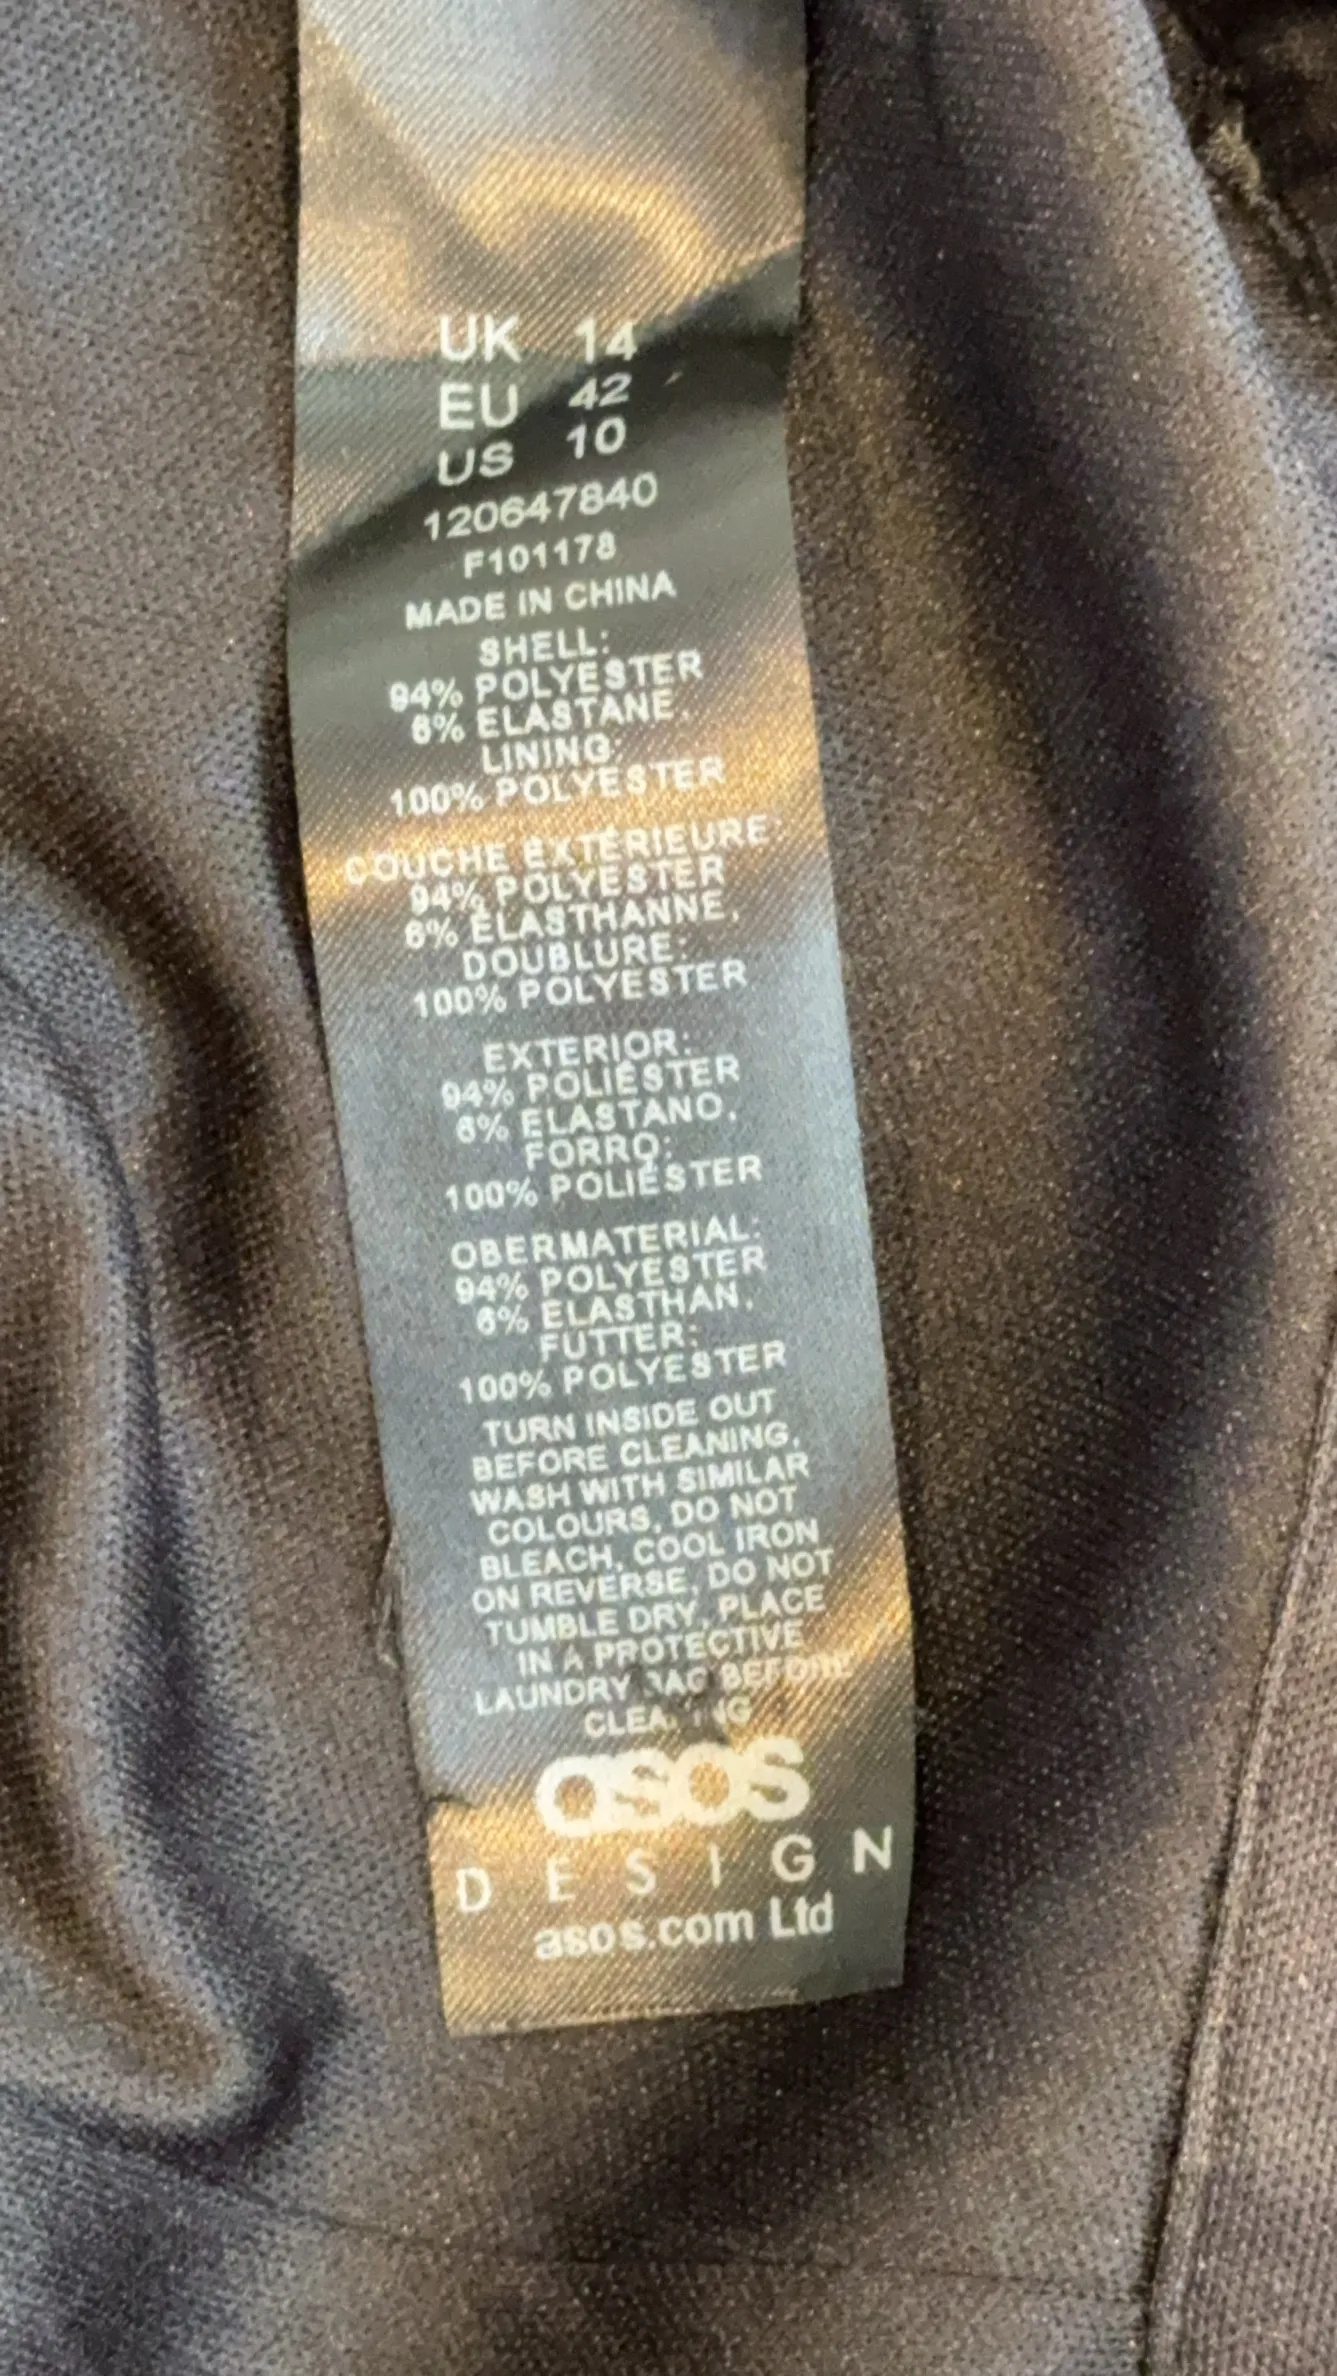 UK 14
EU 42
US 10
120647840
F101178
MADE IN CHINA
SHELL:
94% POLYESTER
6% ELASTANE,
LINING:
100% POLYESTER
COUCHE EXTÉRIEURE:
94% POLYESTER
6% ÉLASTHANNE,
DOUBLURE:
100% POLYESTER
EXTERIOR:
94% POLIÉSTER
6% ELASTANO,
FORRO:
100% POLIÉSTER
OBERMATERIAL:
94% POLYESTER
6% ELASTHAN,
FUTTER:
100% POLYESTER
TURN INSIDE OUT
BEFORE CLEANING,
WASH WITH SIMILAR
COLOURS, DO NOT
BLEACH, COOL IRON
ON REVERSE, DO NOT
TUMBLE DRY, PLACE
IN A PROTECTIVE
LAUNDRY BAG BEFORE
CLEANING
asos
DESIGN
asos.com Ltd